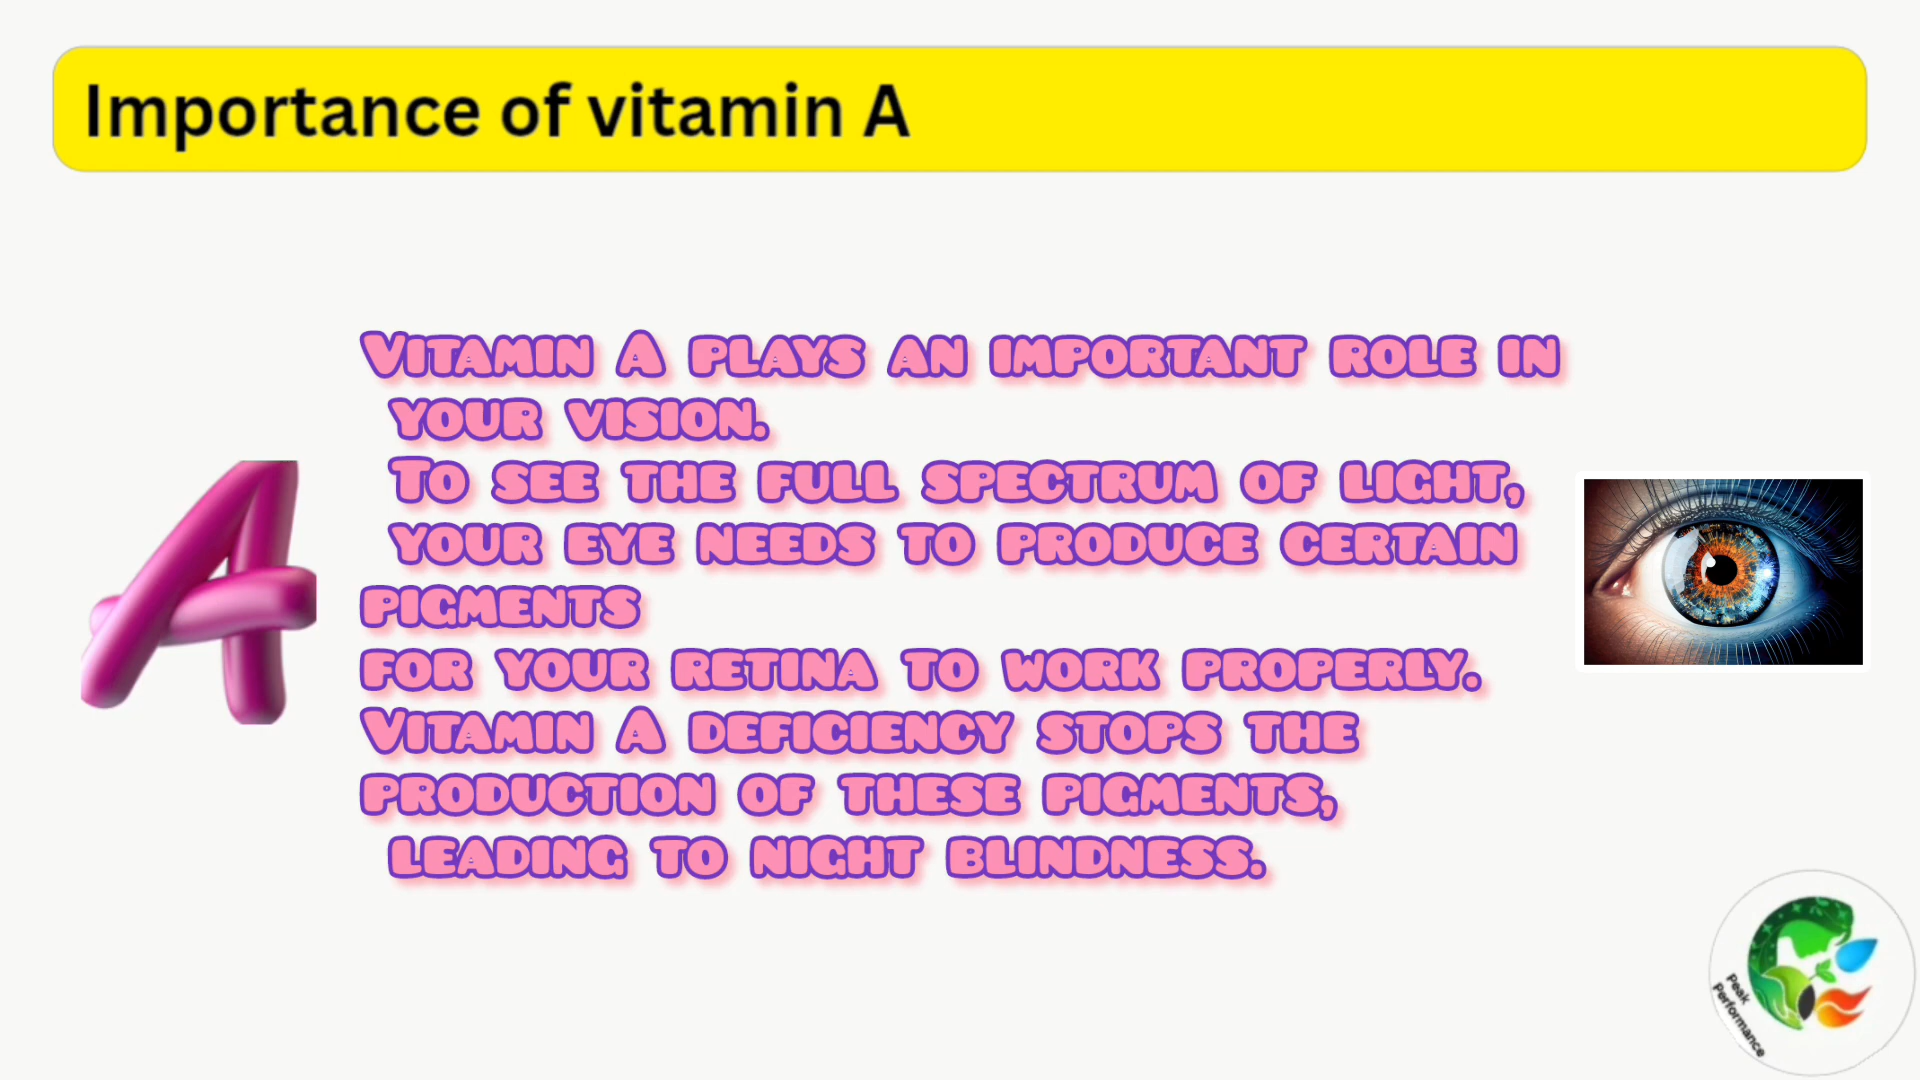 Importance of vitamin A
Vitamin A plays an important role in
your vision.
To see the full spectrum of light,
your eye needs to produce certain
pigments
for your retina to work properly.
Vitamin A deficiency stops the
production of these pigments,
leading to night blindness.
A
Peak
Performance